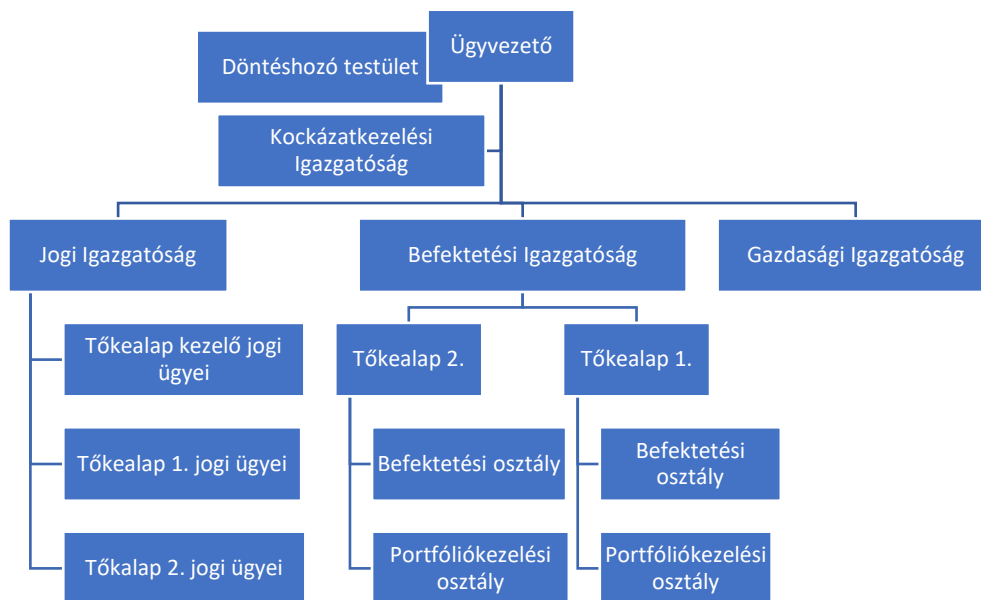 Ügyvezető
Döntéshozó testület
Kockázatkezelési
Igazgatóság
Jogi Igazgatóság
Befektetési Igazgatóság
Gazdasági Igazgatóság
Tőkealap kezelő jogi
ügyei
Tőkealap 1. jogi ügyei
Tőkalap 2. jogi ügyei
Tőkealap 2.
Befektetési osztály
Portfóliókezelési
osztály
Tőkealap 1.
Befektetési
osztály
Portfóliókezelési
osztály